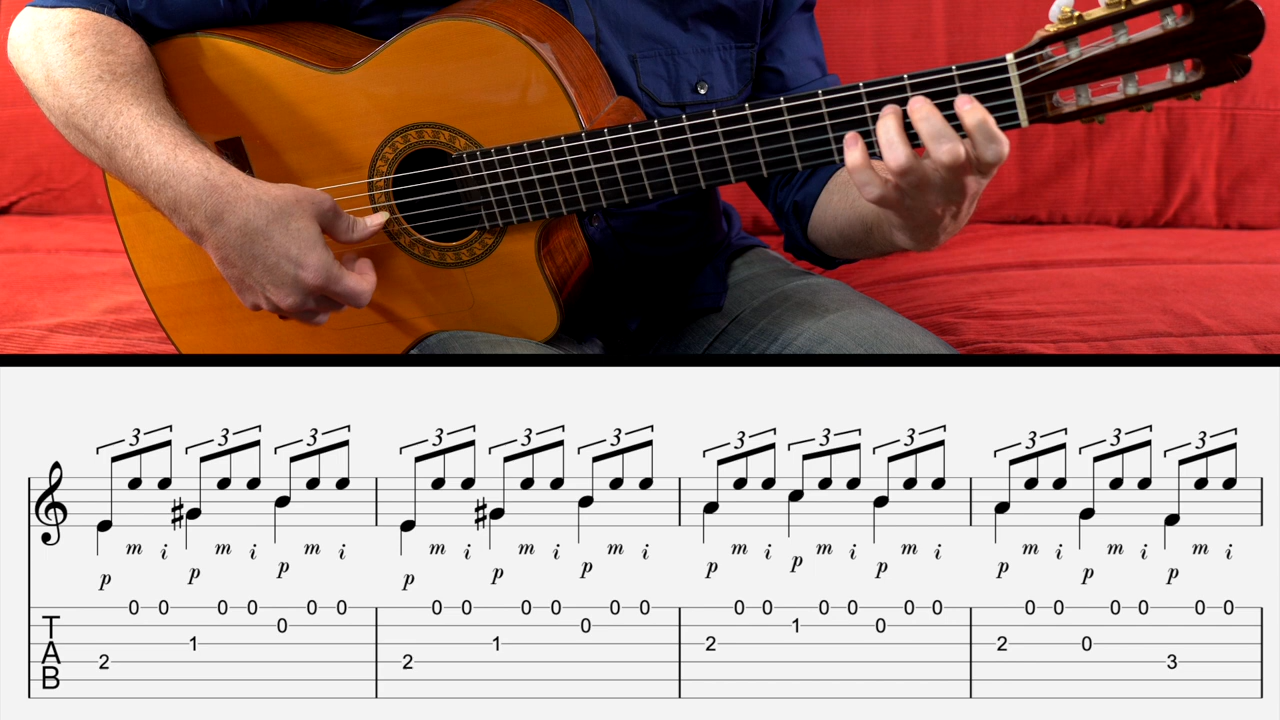 3 3 3 3 3 3 3 3 3 3 3 3
m i m i m i m i m i m i m i m i m i m i m i m i
p p p p p p p p p p p p
0 0 0 0 0 0 0 0 0 0 0 0 0 0 0 0 0 0 0 0 0 0 0 0
T 0 0 1 0
A 1 1 2 2 0
2 2 3
B